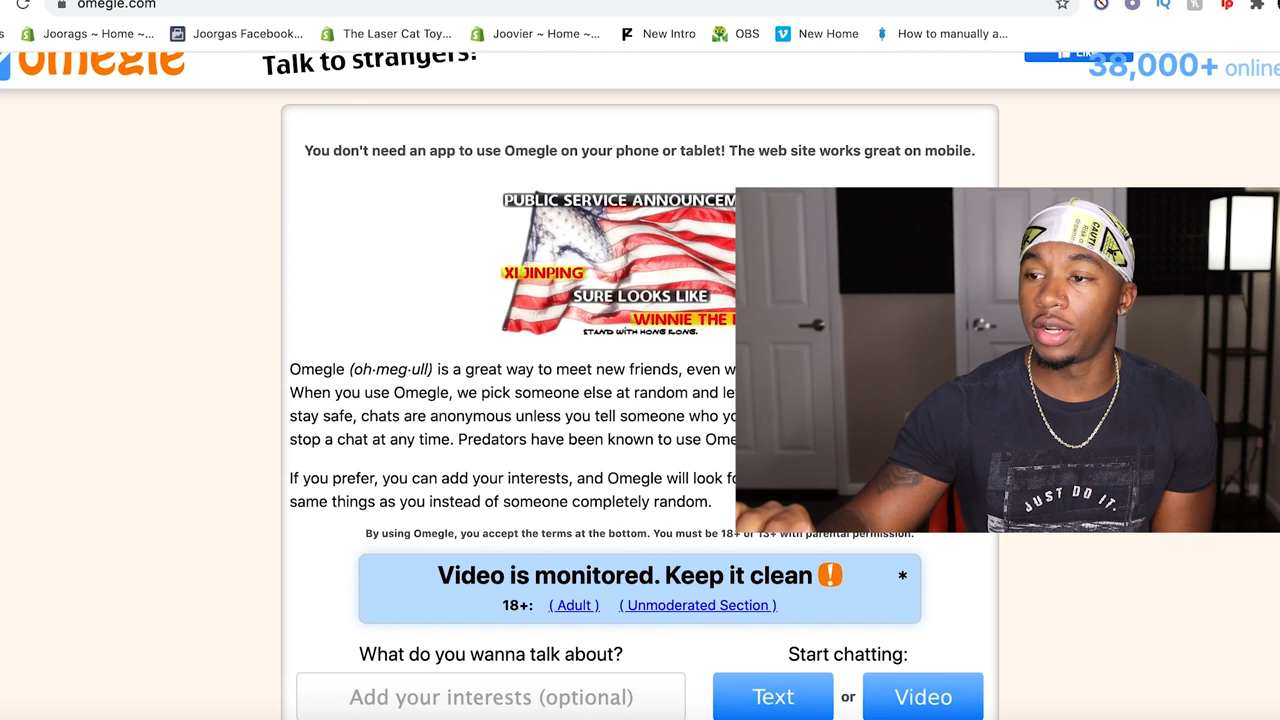 omegle.com
Joorags ~ Home ~...
Joorgas Facebook...
The Laser Cat Toy...
Joovier ~ Home ~...
New Intro
OBS
New Home
How to manually a...
omegle
Talk to strangers!
38,000+ online
You don't need an app to use Omegle on your phone or tablet! The web site works great on mobile.
PUBLIC SERVICE ANNOUNCEM
XI JINPING
SURE LOOKS LIKE
WINNIE THE
STAND WITH HONG KONG.
Omegle (oh·meg·ull) is a great way to meet new friends, even w
When you use Omegle, we pick someone else at random and le
stay safe, chats are anonymous unless you tell someone who yo
stop a chat at any time. Predators have been known to use Ome
If you prefer, you can add your interests, and Omegle will look fo
same things as you instead of someone completely random.
By using Omegle, you accept the terms at the bottom. You must be 18+ or 13+ with parental permission.
CAUTION
JUST DO IT.
Video is monitored. Keep it clean ! *
18+: ( Adult ) ( Unmoderated Section )
What do you wanna talk about?
Start chatting:
Add your interests (optional)
Text or Video